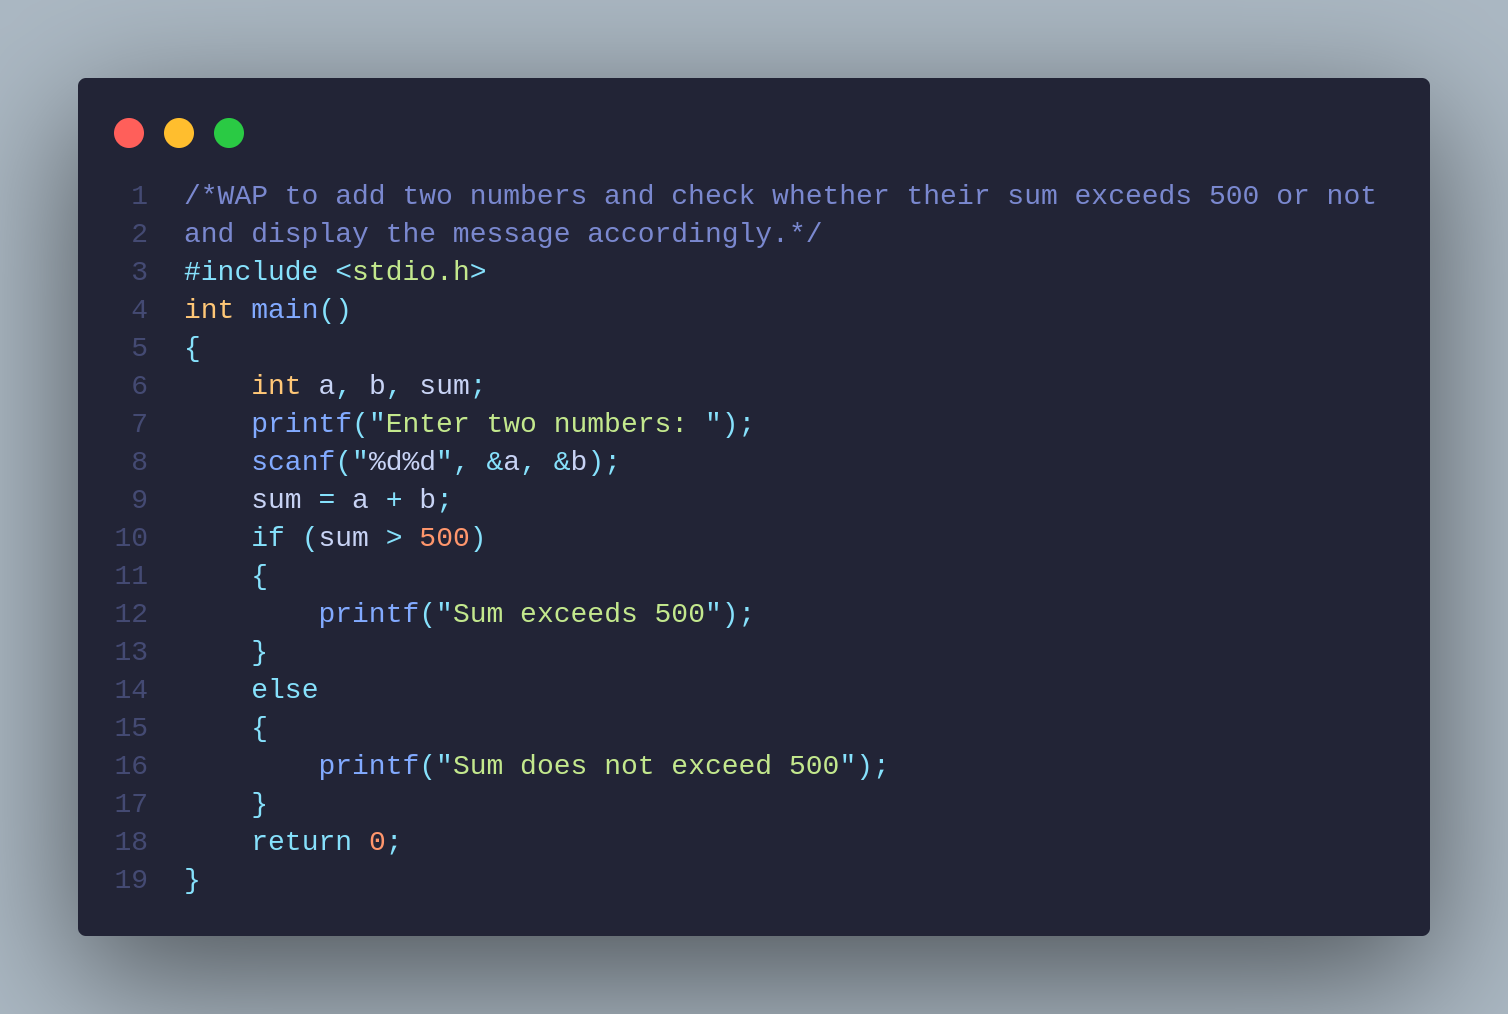 1 /*WAP to add two numbers and check whether their sum exceeds 500 or not
2 and display the message accordingly.*/
3 #include <stdio.h>
4 int main()
5 {
6     int a, b, sum;
7     printf("Enter two numbers: ");
8     scanf("%d%d", &a, &b);
9     sum = a + b;
10     if (sum > 500)
11     {
12         printf("Sum exceeds 500");
13     }
14     else
15     {
16         printf("Sum does not exceed 500");
17     }
18     return 0;
19 }